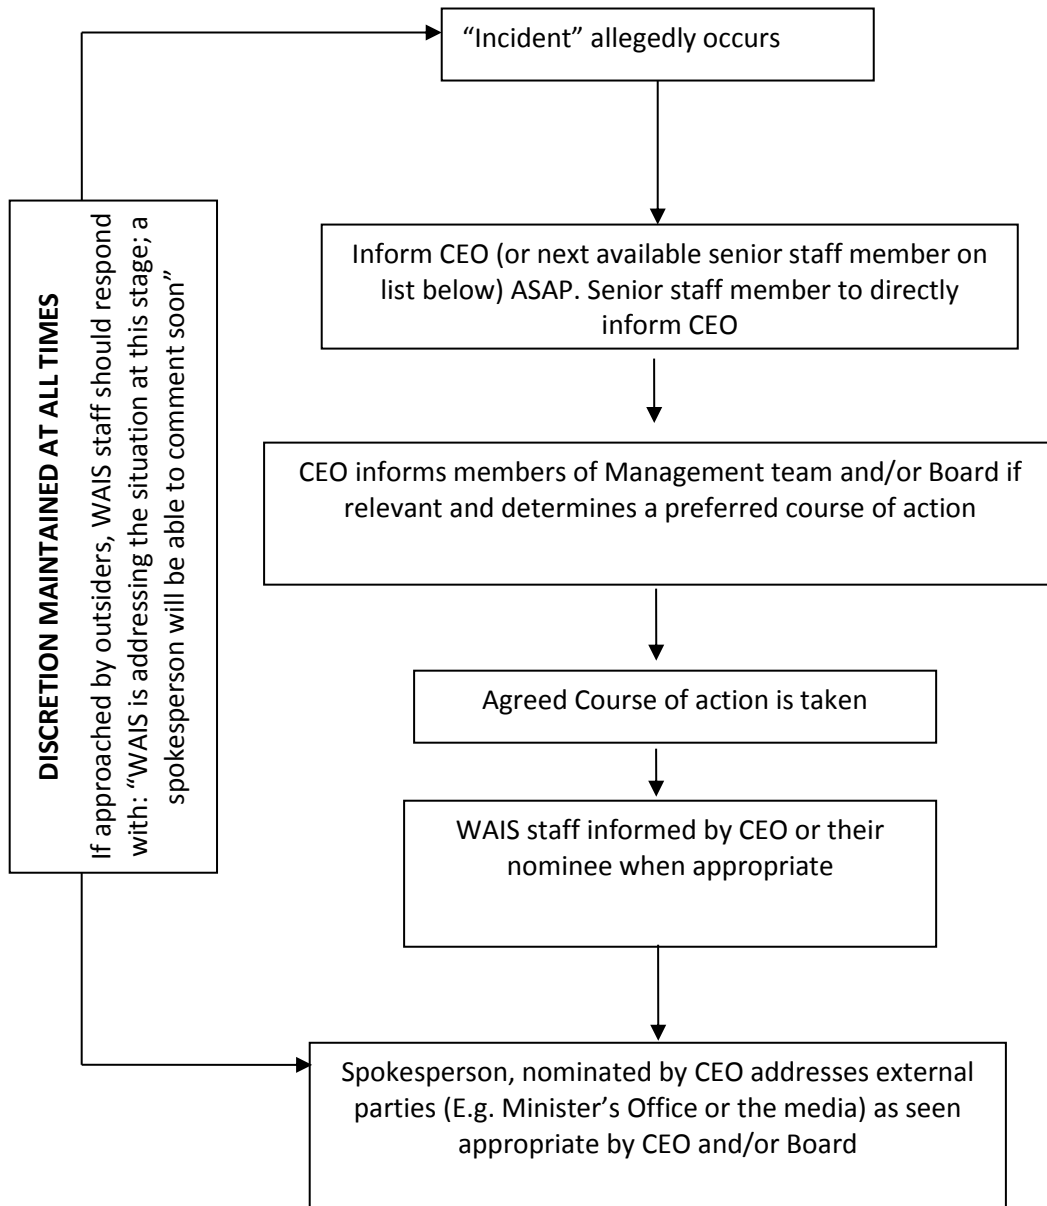 “Incident” allegedly occurs
DISCRETION MAINTAINED AT ALL TIMES
If approached by outsiders, WAIS staff should respond
with: “WAIS is addressing the situation at this stage; a
spokesperson will be able to comment soon”
Inform CEO (or next available senior staff member on
list below) ASAP. Senior staff member to directly
inform CEO
CEO informs members of Management team and/or Board if
relevant and determines a preferred course of action
Agreed Course of action is taken
WAIS staff informed by CEO or their
nominee when appropriate
Spokesperson, nominated by CEO addresses external
parties (E.g. Minister’s Office or the media) as seen
appropriate by CEO and/or Board